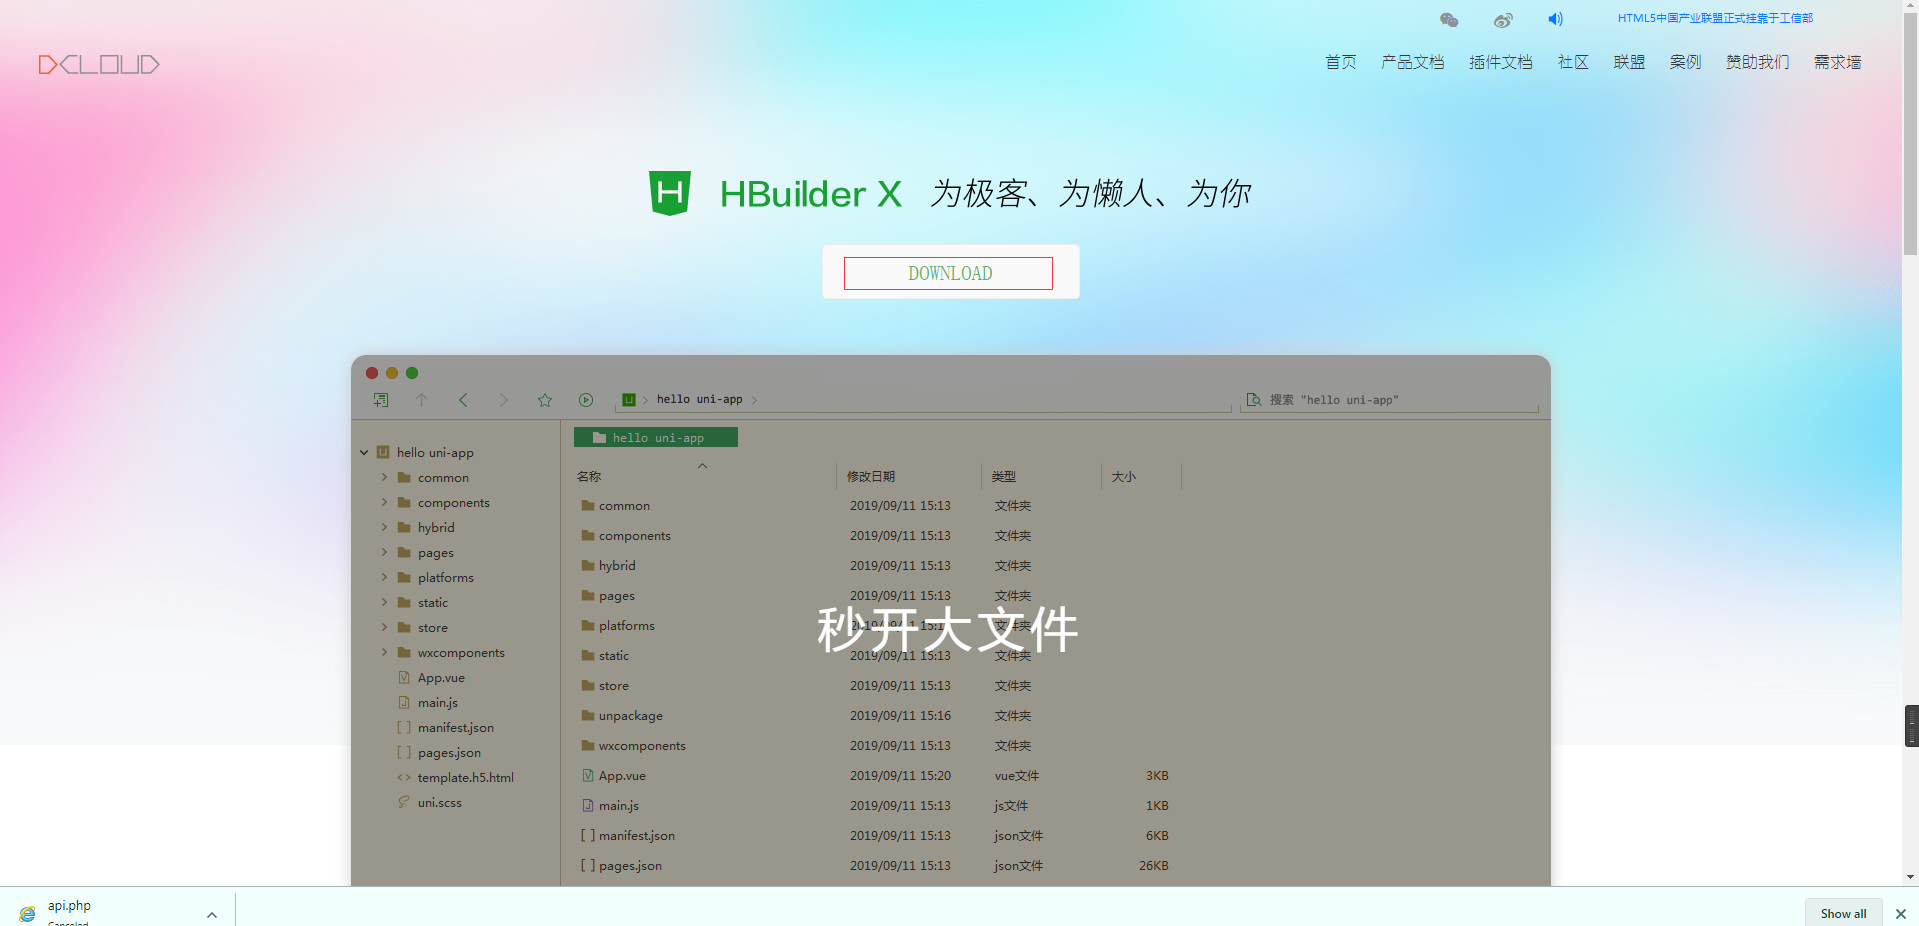 HTML5中国产业联盟正式挂靠于工信部
DCLOUD
首页 产品文档 插件文档 社区 联盟 案例 赞助我们 需求墙
H HBuilder X 为极客、为懒人、为你
DOWNLOAD
hello uni-app
搜索 "hello uni-app"
hello uni-app
common
components
hybrid
pages
platforms
static
store
wxcomponents
App.vue
main.js
manifest.json
pages.json
template.h5.html
uni.scss
hello uni-app
名称 修改日期 类型 大小
common 2019/09/11 15:13 文件夹
components 2019/09/11 15:13 文件夹
hybrid 2019/09/11 15:13 文件夹
pages 2019/09/11 15:13 文件夹
秒开大文件
platforms 2019/09/11 15:1 文件夹
static 2019/09/11 15:13 文件夹
store 2019/09/11 15:13 文件夹
unpackage 2019/09/11 15:16 文件夹
wxcomponents 2019/09/11 15:13 文件夹
App.vue 2019/09/11 15:20 vue文件 3KB
main.js 2019/09/11 15:13 js文件 1KB
manifest.json 2019/09/11 15:13 json文件 6KB
pages.json 2019/09/11 15:13 json文件 26KB
api.php
Canceled
Show all